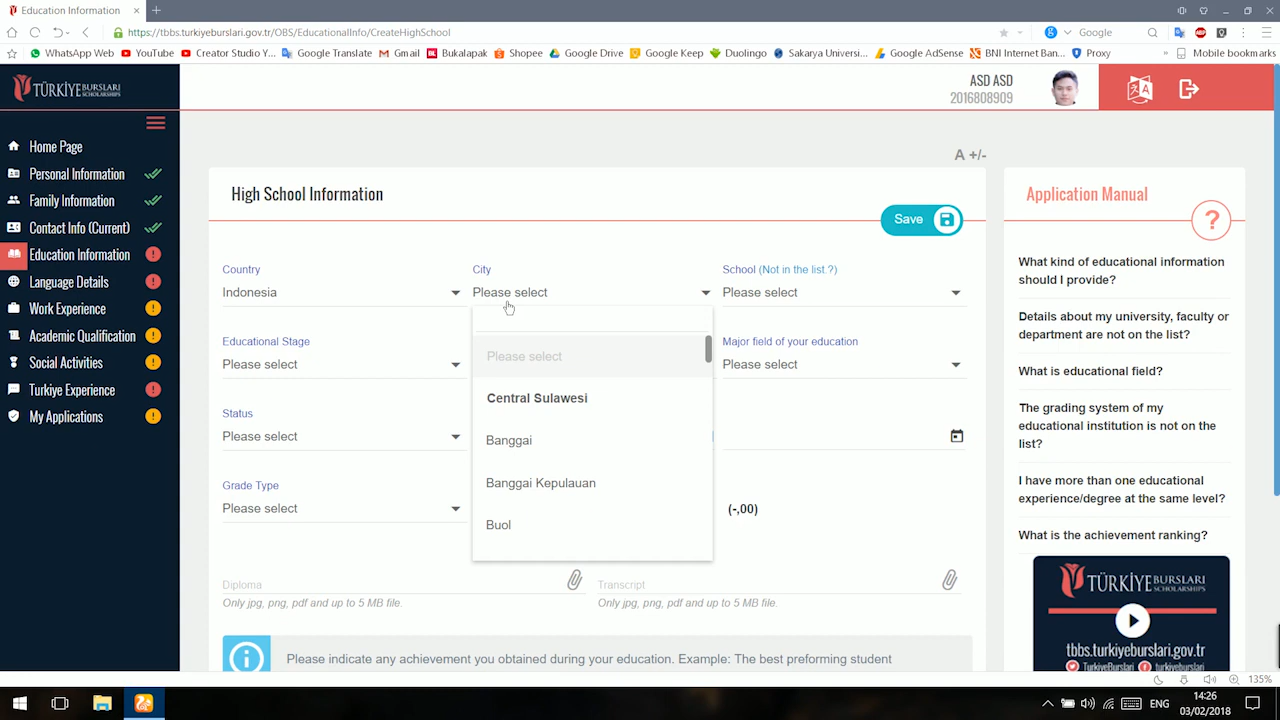 Education Information
https://tbbs.turkiyeburslari.gov.tr/OBS/EducationalInfo/CreateHighSchool
Google
WhatsApp Web
YouTube
Creator Studio Y...
Google Translate
Gmail
Bukalapak
Shopee
Google Drive
Google Keep
Duolingo
Sakarya Universi...
Google AdSense
BNI Internet Ban...
Proxy
»
Mobile bookmarks
TÜRKİYE BURSLARI
SCHOLARSHIPS
ASD ASD
2016808909
Home Page
Personal Information
Family Information
Contact Info (Current)
Education Information
Language Details
Work Experience
Academic Qualification
Social Activities
Turkiye Experience
My Applications
A +/-
High School Information
Save
Country
Indonesia
City
Please select
School (Not in the list.?)
Please select
Please select
Central Sulawesi
Banggai
Banggai Kepulauan
Buol
Educational Stage
Please select
Major field of your education
Please select
Status
Please select
Grade Type
Please select
(-,00)
Diploma
Only jpg, png, pdf and up to 5 MB file.
Transcript
Only jpg, png, pdf and up to 5 MB file.
Please indicate any achievement you obtained during your education. Example: The best preforming student
Application Manual
?
What kind of educational information
should I provide?
Details about my university, faculty or
department are not on the list?
What is educational field?
The grading system of my
educational institution is not on the
list?
I have more than one educational
experience/degree at the same level?
What is the achievement ranking?
TÜRKİYE BURSLARI
SCHOLARSHIPS
tbbs.turkiyeburslari.gov.tr
TurkiyeBurslari
turkiyeburslari
135%
ENG
14:26
03/02/2018